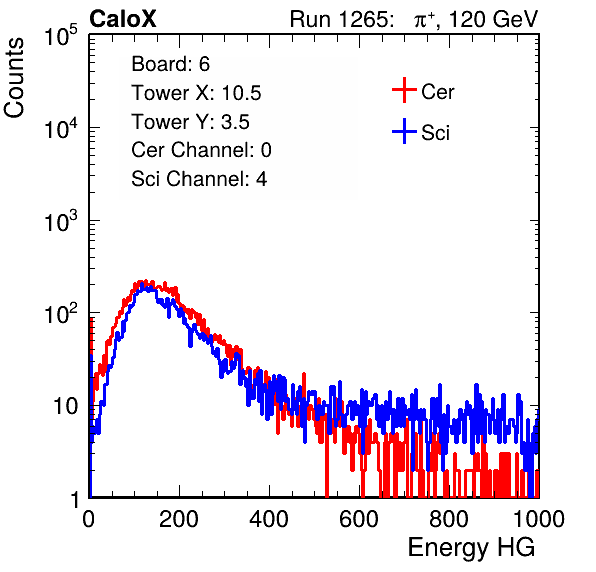 CaloX Run 1265: π⁺, 120 GeV
Counts
10⁵
10⁴
10³
10²
10
1
Board: 6
Tower X: 10.5
Tower Y: 3.5
Cer Channel: 0
Sci Channel: 4
Cer
Sci
0 200 400 600 800 1000
Energy HG